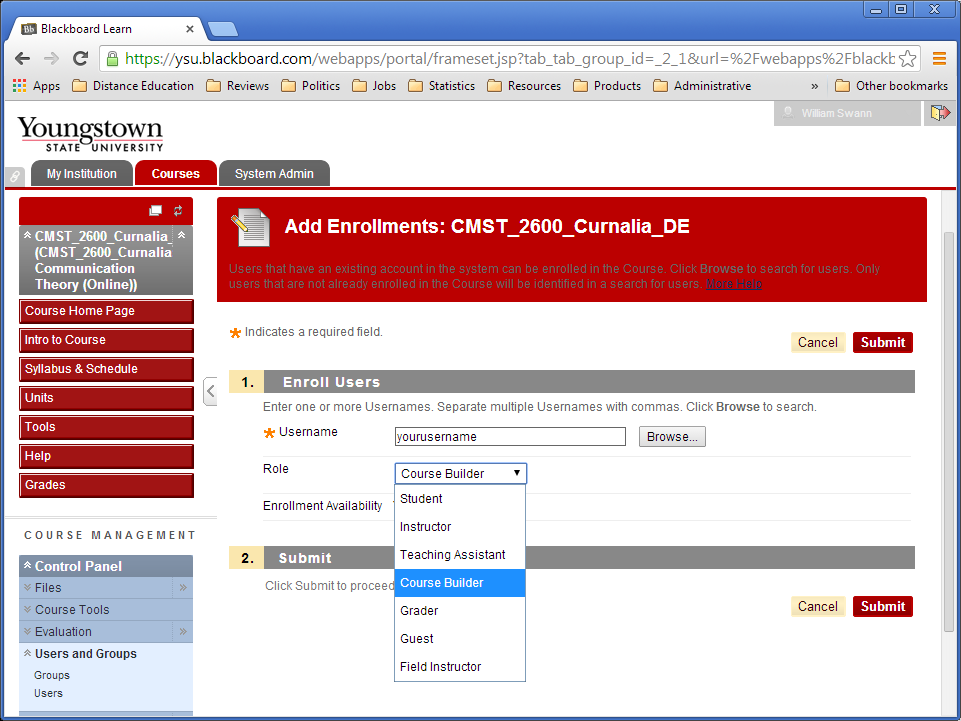 Blackboard Learn
https://ysu.blackboard.com/webapps/portal/frameset.jsp?tab_tab_group_id=_2_1&url=%2Fwebapps%2Fblackb
Apps Distance Education Reviews Politics Jobs Statistics Resources Products Administrative » Other bookmarks
Youngstown
STATE UNIVERSITY
William Swann
My Institution Courses System Admin
CMST_2600_Curnalia_
(CMST_2600_Curnalia
Communication
Theory (Online))
Course Home Page
Intro to Course
Syllabus & Schedule
Units
Tools
Help
Grades
COURSE MANAGEMENT
Control Panel
Files
Course Tools
Evaluation
Users and Groups
Groups
Users
Add Enrollments: CMST_2600_Curnalia_DE
Users that have an existing account in the system can be enrolled in the Course. Click Browse to search for users. Only
users that are not already enrolled in the Course will be identified in a search for users. More Help
Indicates a required field.
Cancel Submit
1. Enroll Users
Enter one or more Usernames. Separate multiple Usernames with commas. Click Browse to search.
Username yourusername Browse...
Role Course Builder
Enrollment Availability
Student
Instructor
Teaching Assistant
Course Builder
Grader
Guest
Field Instructor
2. Submit
Click Submit to proceed
Cancel Submit